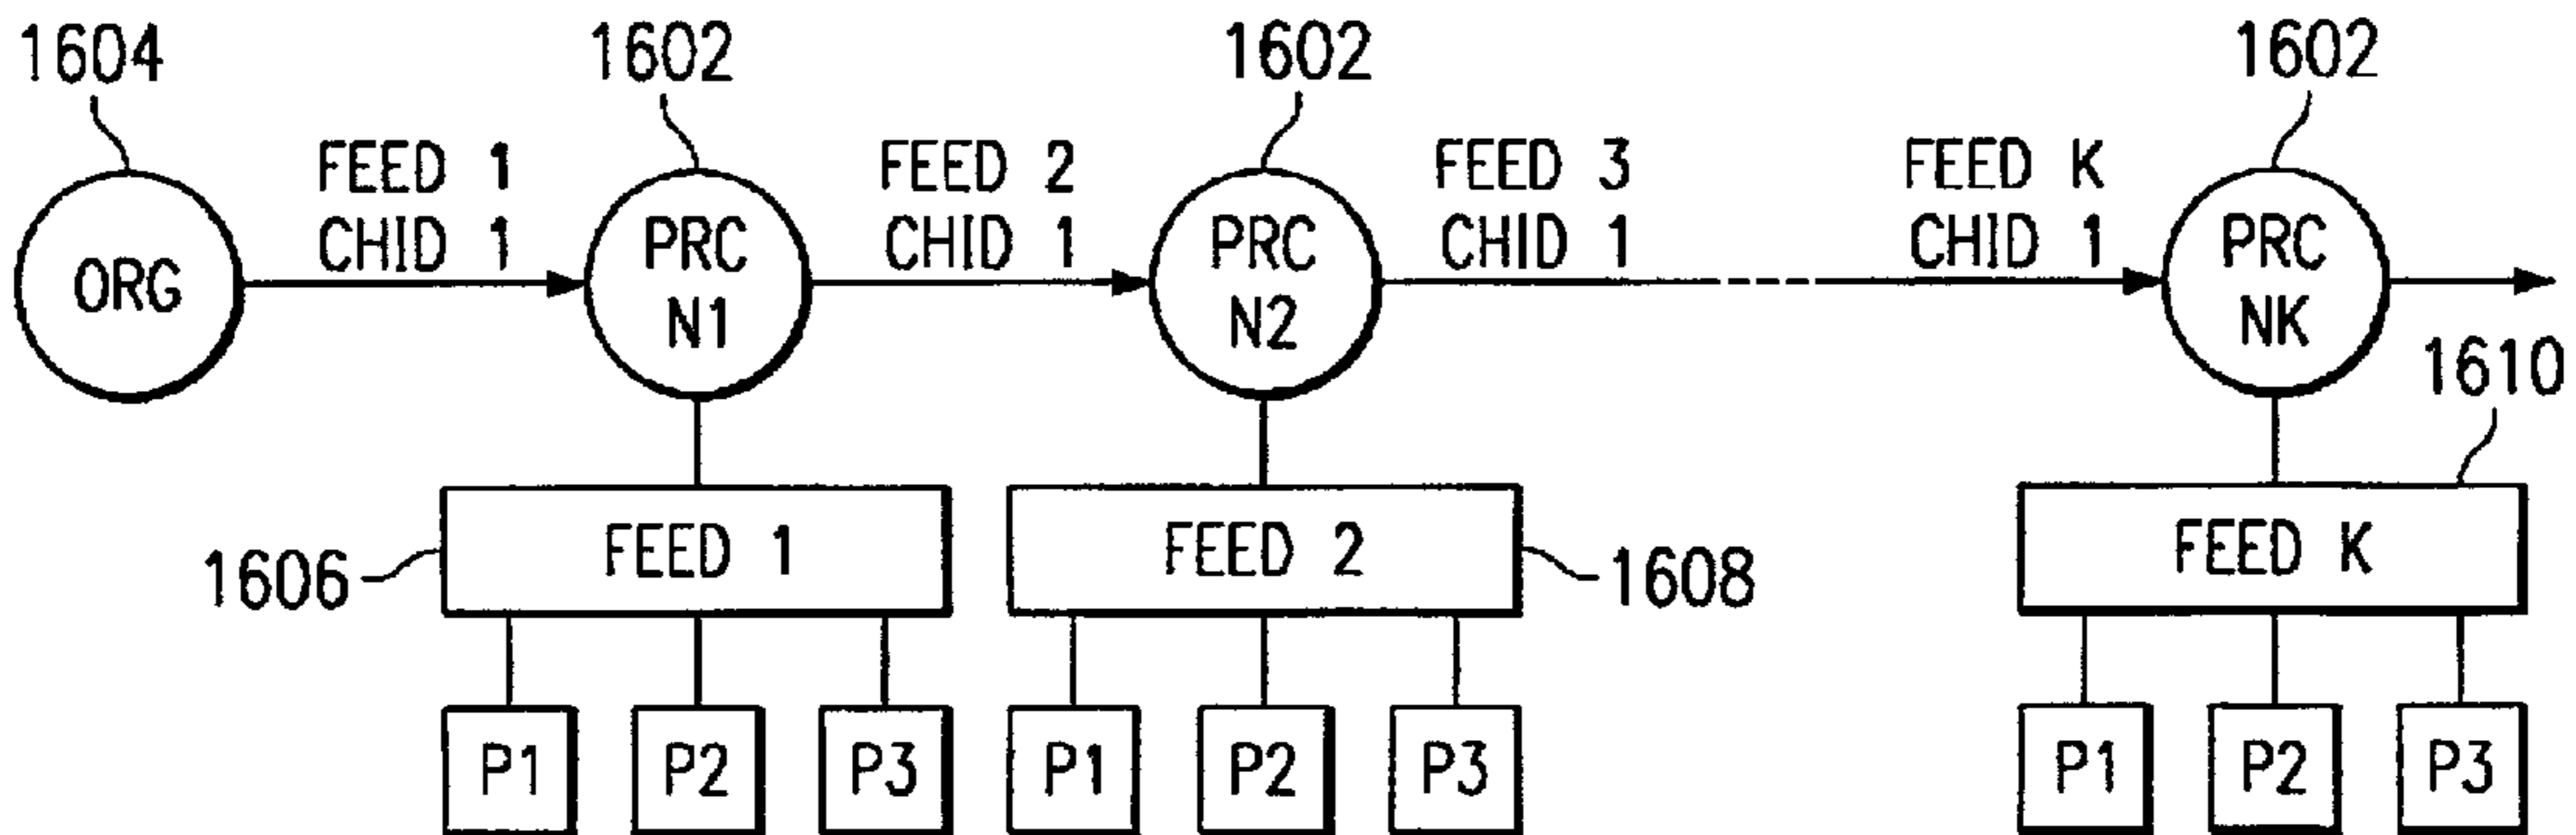 1604
1602
1602
1602
FEED 1
CHID 1
FEED 2
CHID 1
FEED 3
CHID 1
FEED K
CHID 1
ORG
PRC
N1
PRC
N2
PRC
NK
1610
FEED 1
FEED 2
FEED K
1606
1608
P1
P2
P3
P1
P2
P3
P1
P2
P3